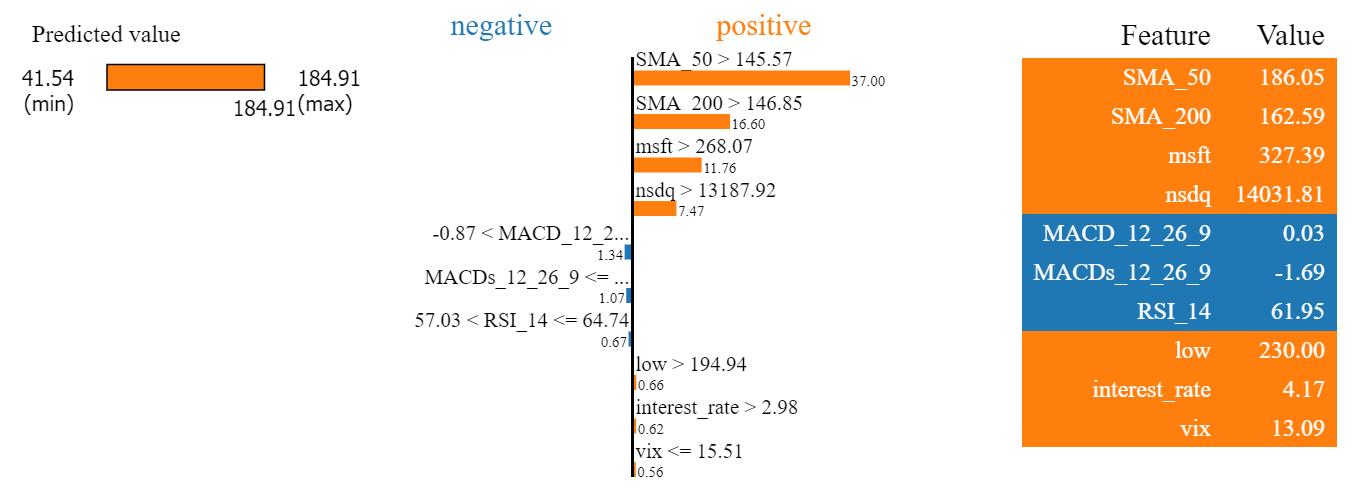 Predicted value
41.54
(min)
184.91
(max)
184.91
negative
positive
SMA_50 > 145.57
37.00
SMA_200 > 146.85
16.60
msft > 268.07
11.76
nsdq > 13187.92
7.47
-0.87 < MACD_12_2...
1.34
MACDs_12_26_9 <= ...
1.07
57.03 < RSI_14 <= 64.74
0.67
low > 194.94
0.66
interest_rate > 2.98
0.62
vix <= 15.51
0.56
Feature Value
SMA_50 186.05
SMA_200 162.59
msft 327.39
nsdq 14031.81
MACD_12_26_9 0.03
MACDs_12_26_9 -1.69
RSI_14 61.95
low 230.00
interest_rate 4.17
vix 13.09